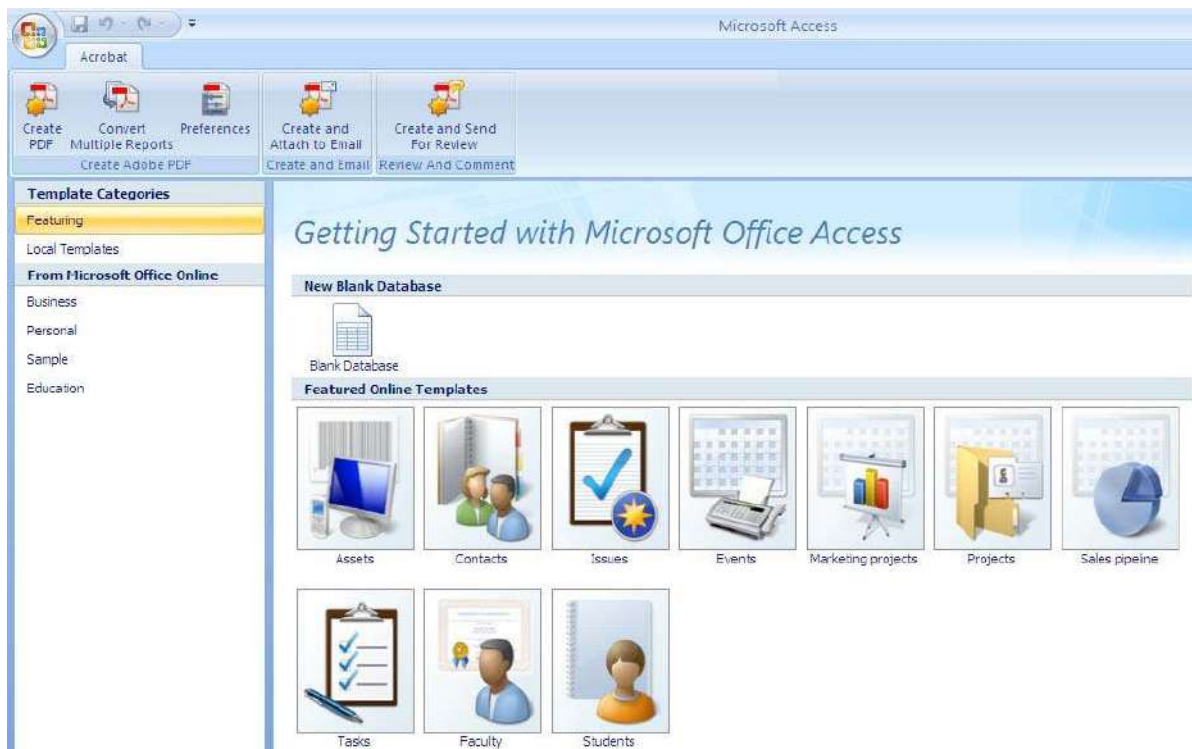 Microsoft Access
Acrobat
Create PDF
Convert Multiple Reports
Preferences
Create and Attach to Email
Create and Send For Review
Create Adobe PDF
Create and Email
Review And Comment
Template Categories
Featuring
Local Templates
From Microsoft Office Online
Business
Personal
Sample
Education
Getting Started with Microsoft Office Access
New Blank Database
Blank Database
Featured Online Templates
Assets
Contacts
Issues
Events
Marketing projects
Projects
Sales pipeline
Tasks
Faculty
Students